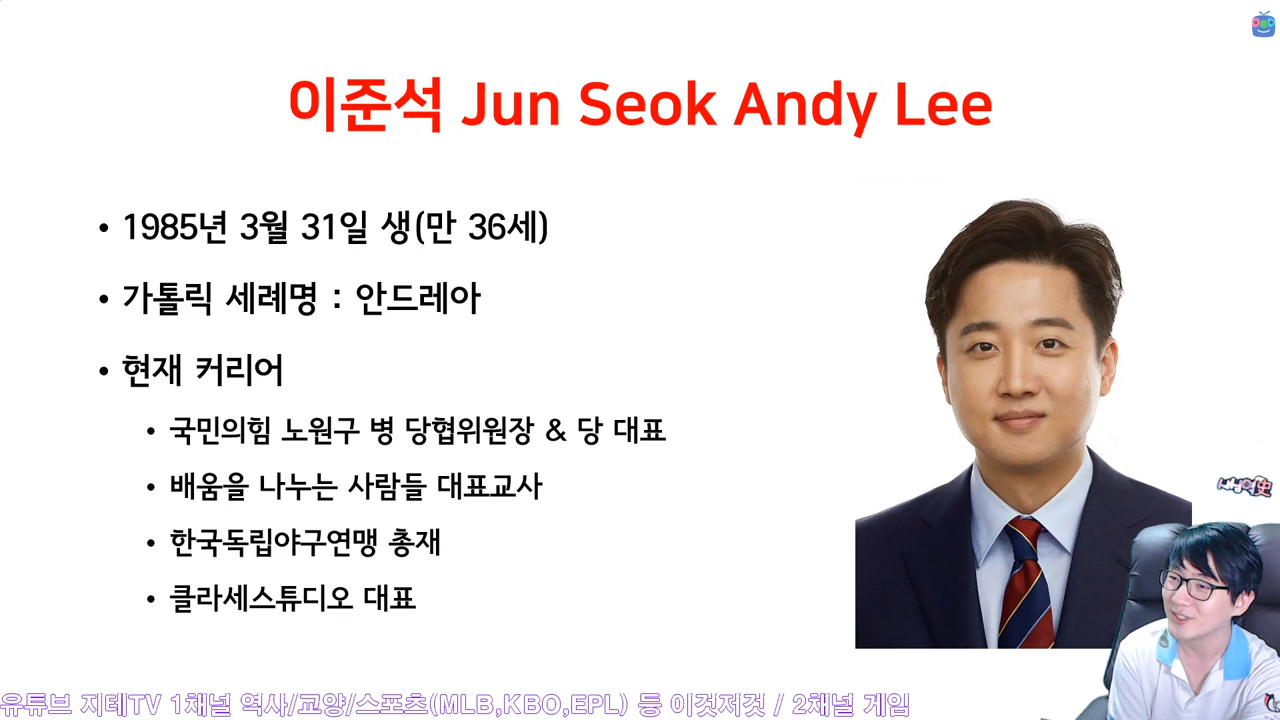 이준석 Jun Seok Andy Lee
• 1985년 3월 31일 생(만 36세)
• 가톨릭 세례명 : 안드레아
• 현재 커리어
• 국민의힘 노원구 병 당협위원장 & 당 대표
• 배움을 나누는 사람들 대표교사
• 한국독립야구연맹 총재
• 클라세스튜디오 대표
유튜브 지테TV 1채널 역사/교양/스포츠(MLB,KBO,EPL) 등 이것저것 / 2채널 게임